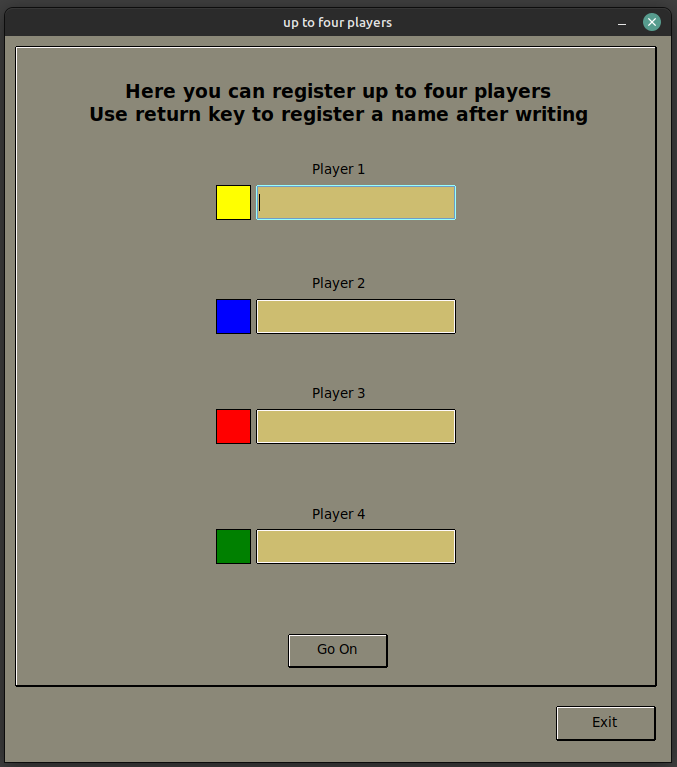 up to four players
Here you can register up to four players
Use return key to register a name after writing
Player 1
Player 2
Player 3
Player 4
Go On
Exit